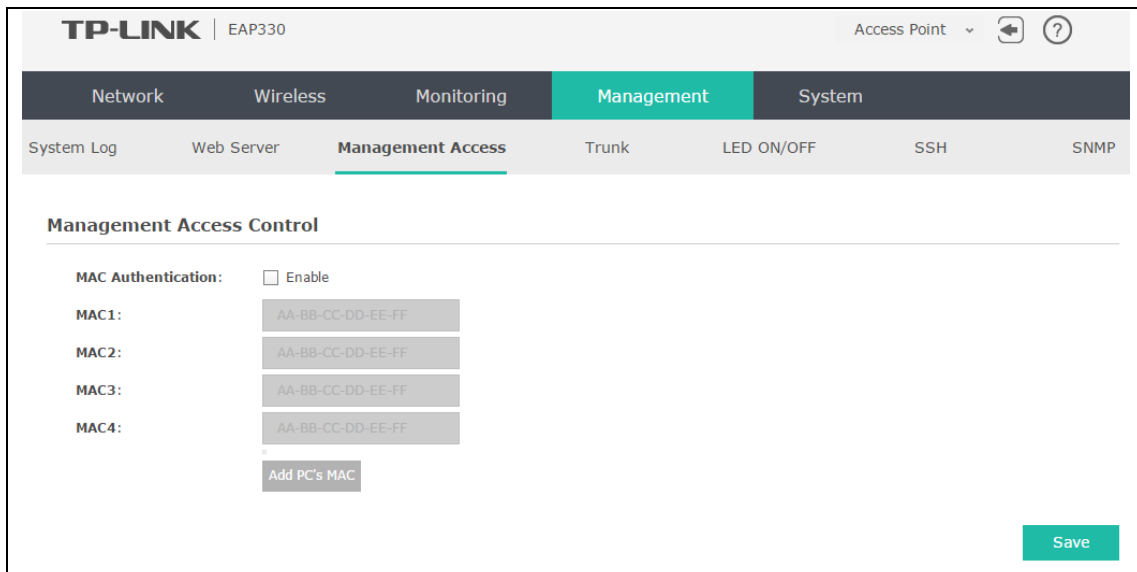 TP-LINK | EAP330
Access Point
?
Network Wireless Monitoring Management System
System Log Web Server Management Access Trunk LED ON/OFF SSH SNMP
Management Access Control
MAC Authentication: Enable
MAC1: AA-BB-CC-DD-EE-FF
MAC2: AA-BB-CC-DD-EE-FF
MAC3: AA-BB-CC-DD-EE-FF
MAC4: AA-BB-CC-DD-EE-FF
Add PC's MAC
Save